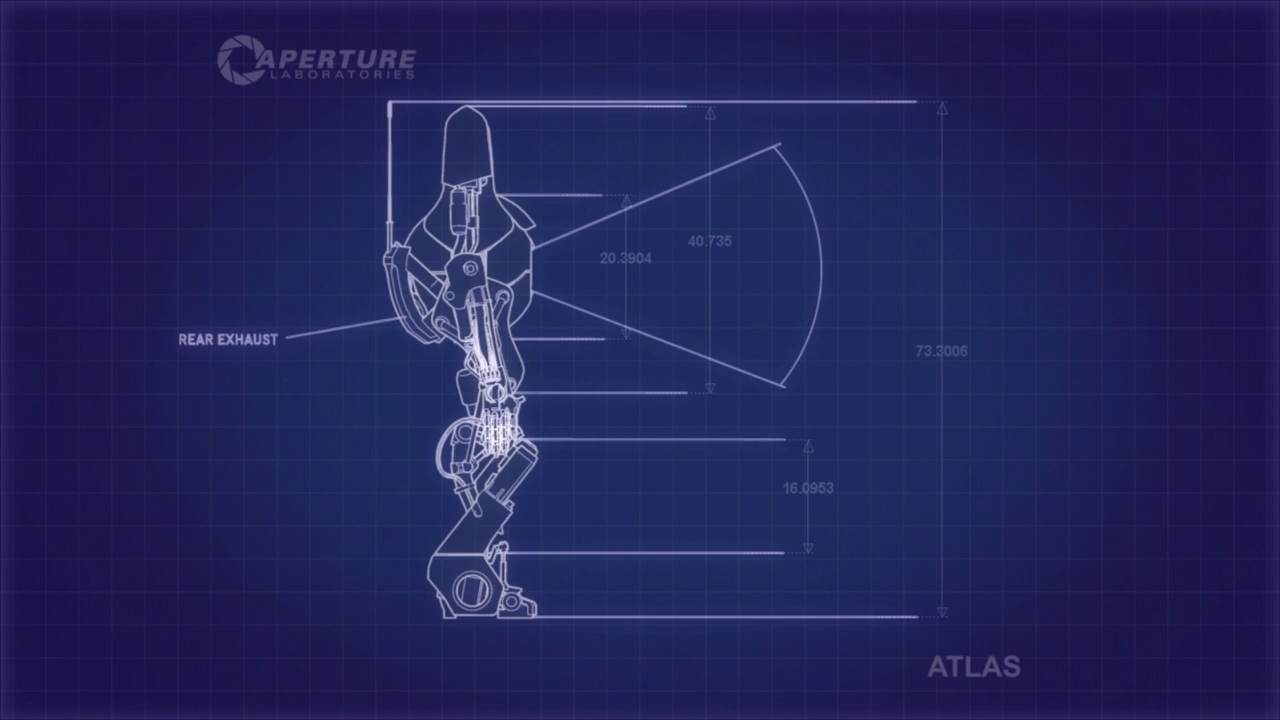 APERTURE
LABORATORIES
40.735
20.3904
REAR EXHAUST
73.3006
16.0953
ATLAS